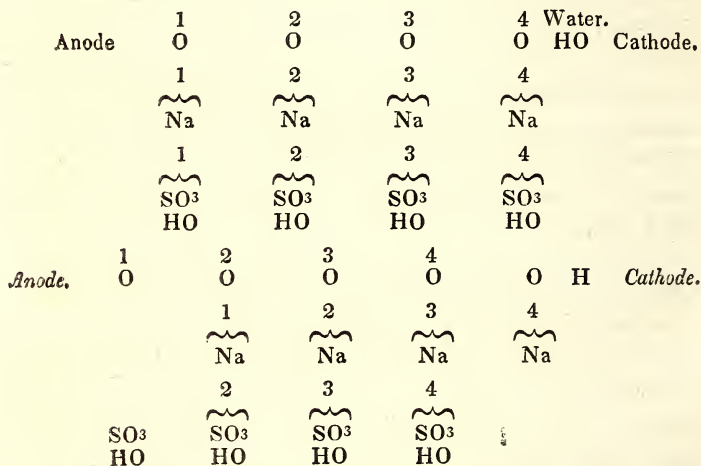 1 2 3 4 Water.
Anode O O O O HO Cathode.
1 2 3 4
Na Na Na Na
1 2 3 4
SO3 SO3 SO3 SO3
HO HO HO HO
1 2 3 4
Anode. O O O O O H Cathode.
1 2 3 4
Na Na Na Na
2 3 4
SO3 SO3 SO3 SO3
HO HO HO HO